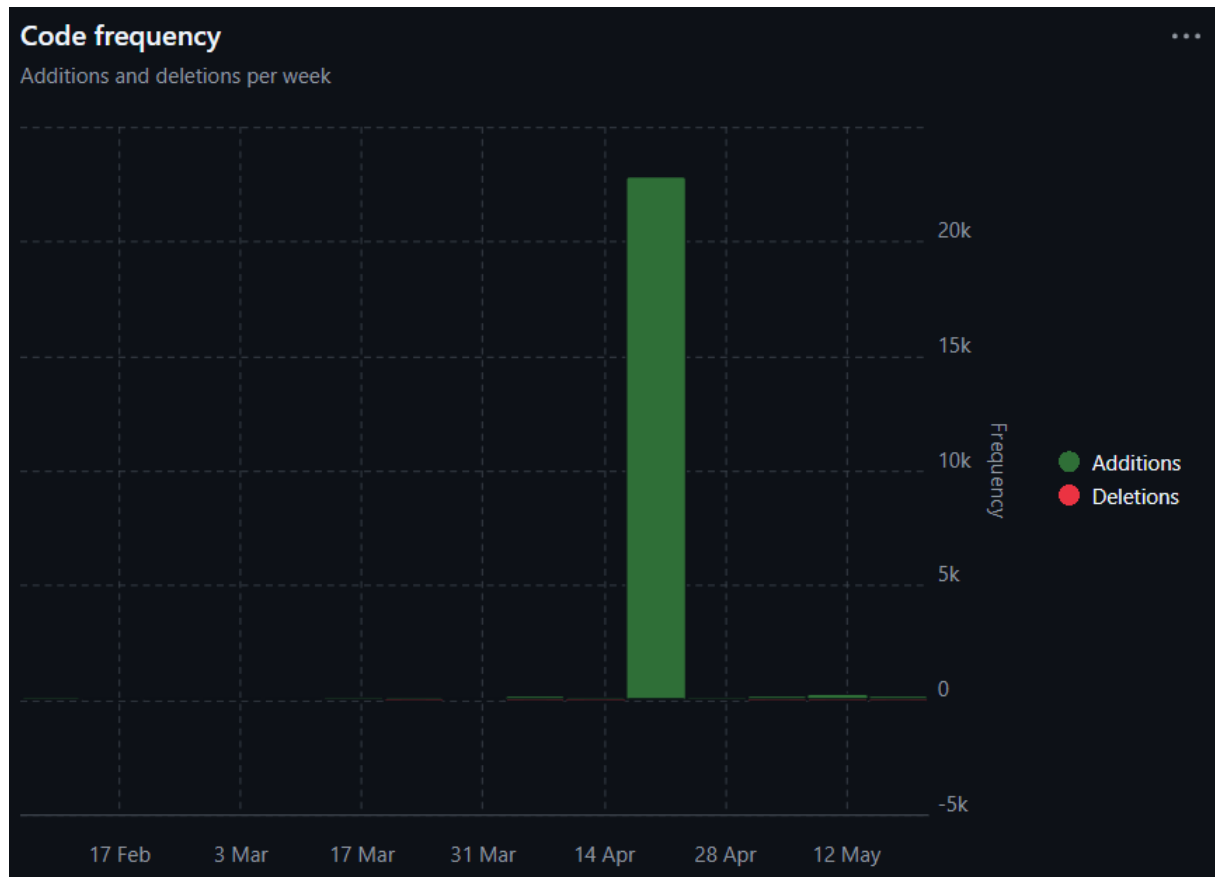 Code frequency
Additions and deletions per week
20k
15k
10k
5k
0
-5k
Frequency
Additions
Deletions
17 Feb 3 Mar 17 Mar 31 Mar 14 Apr 28 Apr 12 May